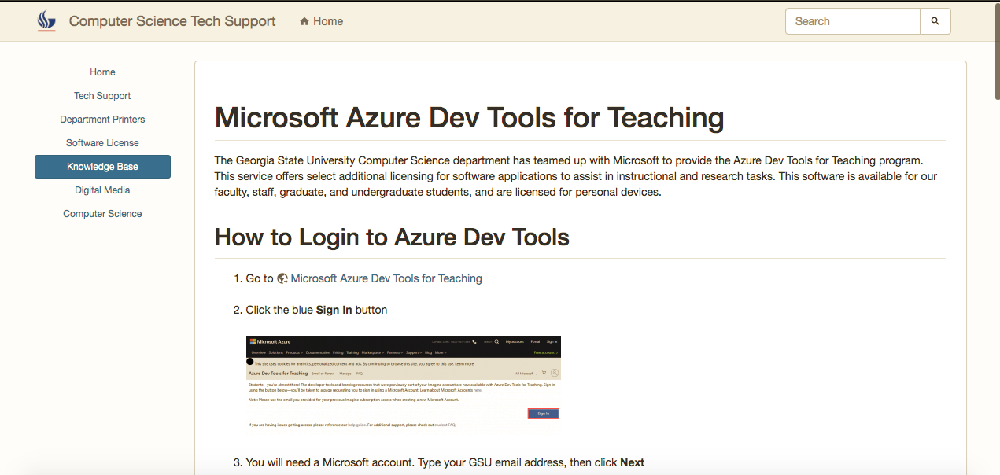 Computer Science Tech Support
Home
Search
Home
Tech Support
Department Printers
Software License
Knowledge Base
Digital Media
Computer Science
Microsoft Azure Dev Tools for Teaching
The Georgia State University Computer Science department has teamed up with Microsoft to provide the Azure Dev Tools for Teaching program.
This service offers select additional licensing for software applications to assist in instructional and research tasks. This software is available for our
faculty, staff, graduate, and undergraduate students, and are licensed for personal devices.
How to Login to Azure Dev Tools
1. Go to Microsoft Azure Dev Tools for Teaching
2. Click the blue Sign In button
Microsoft Azure
Search My account Portal Sign in
Overview Solutions Products Documentation Pricing Training Marketplace Partners Support Blog More Free account >
This site uses cookies for analytics, personalized content and ads. By continuing to browse this site, you agree to this use. Learn more
Azure Dev Tools for Teaching Enroll or Renew Manage FAQ All Microsoft
Students—you're almost there! The developer tools and learning resources that were previously part of your Imagine account are now available with Azure Dev Tools for Teaching. Sign in
using the button below—you'll be taken to a page requesting you to sign in using a Microsoft Account. Learn about Microsoft Accounts here.
Note: Please use the email you provided for your previous Imagine subscription access when creating a new Microsoft Account.
Sign In
If you are having issues getting access, please reference our help guide. For additional support, please check out student FAQ.
3. You will need a Microsoft account. Type your GSU email address, then click Next